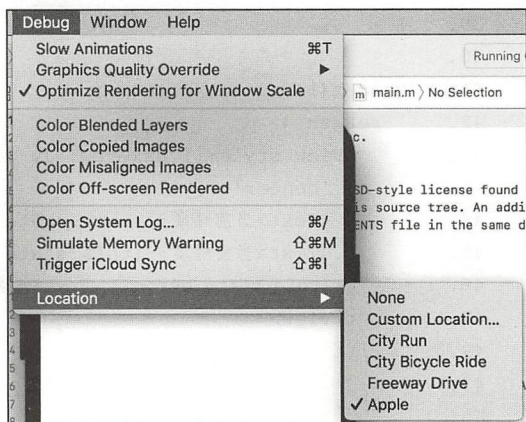 Debug Window Help
Slow Animations ⌘T
Graphics Quality Override ▶
✓ Optimize Rendering for Window Scale
Color Blended Layers
Color Copied Images
Color Misaligned Images
Color Off-screen Rendered
Open System Log... ⌘/
Simulate Memory Warning ⇧⌘M
Trigger iCloud Sync ⇧⌘I
Location ▶
None
Custom Location...
City Run
City Bicycle Ride
Freeway Drive
✓ Apple
Running
m main.m 〉 No Selection
c.
SD-style license found
is source tree. An addi
ENTS file in the same d